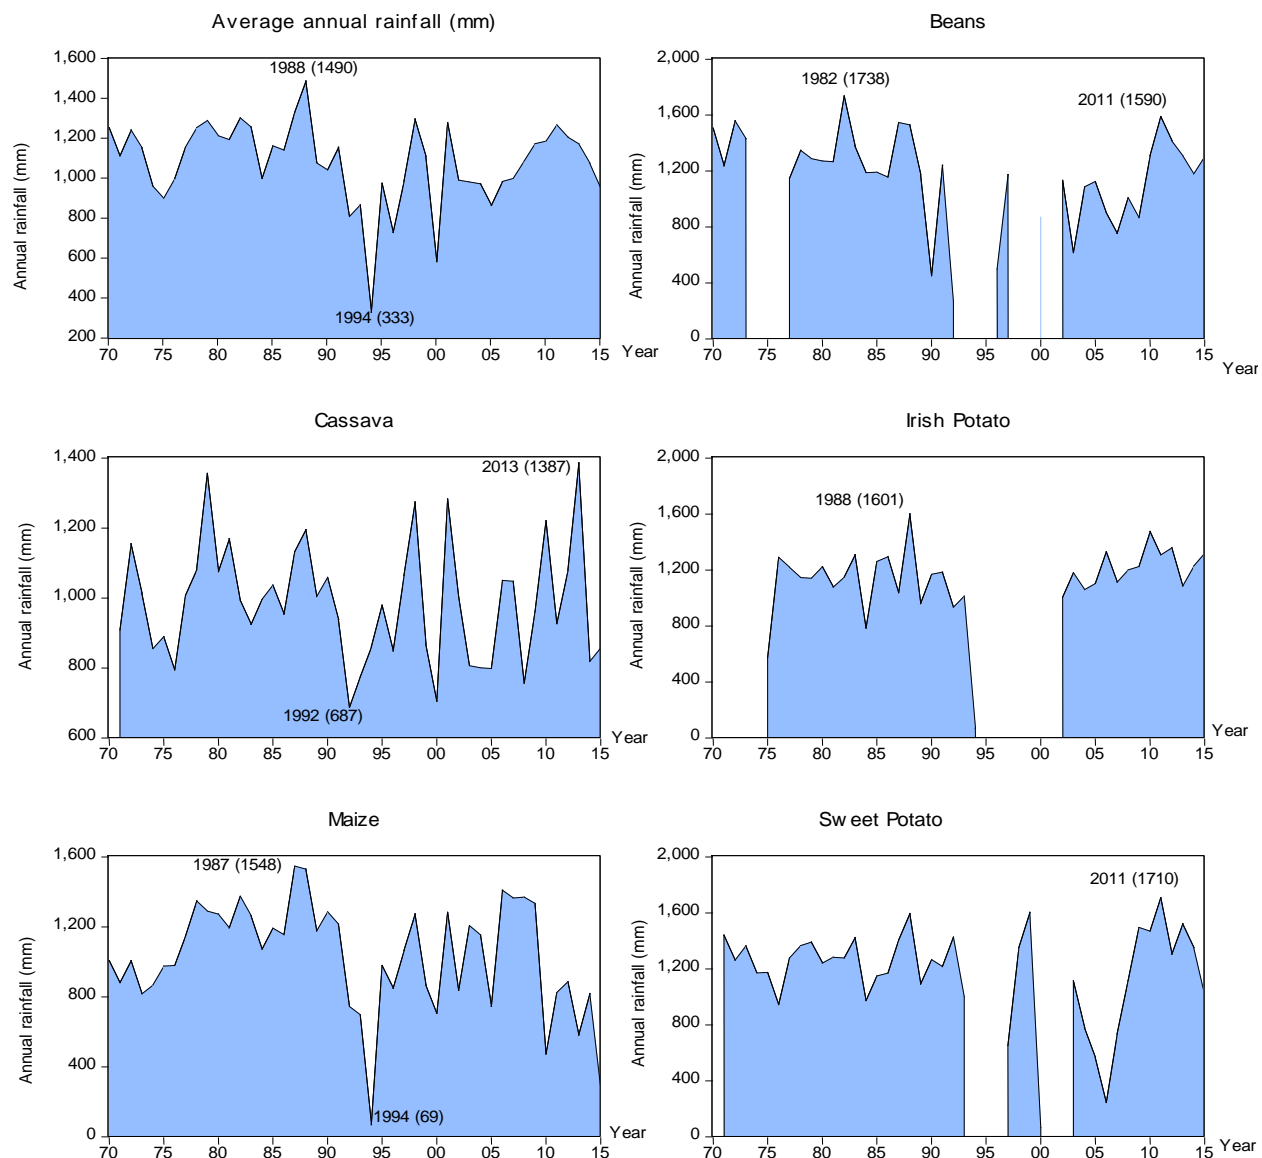 Average annual rainfall (mm)
Annual rainfall (mm)
1,600
1,400
1,200
1,000
800
600
400
200
1988 (1490)
1994 (333)
70 75 80 85 90 95 00 05 10 15
Year
Beans
Annual rainfall (mm)
2,000
1,600
1,200
800
400
0
1982 (1738)
2011 (1590)
70 75 80 85 90 95 00 05 10 15
Year
Cassava
Annual rainfall (mm)
1,400
1,200
1,000
800
600
2013 (1387)
1992 (687)
70 75 80 85 90 95 00 05 10 15
Year
Irish Potato
Annual rainfall (mm)
2,000
1,600
1,200
800
400
0
1988 (1601)
70 75 80 85 90 95 00 05 10 15
Year
Maize
Annual rainfall (mm)
1,600
1,200
800
400
0
1987 (1548)
1994 (69)
70 75 80 85 90 95 00 05 10 15
Year
Sweet Potato
Annual rainfall (mm)
2,000
1,600
1,200
800
400
0
2011 (1710)
70 75 80 85 90 95 00 05 10 15
Year